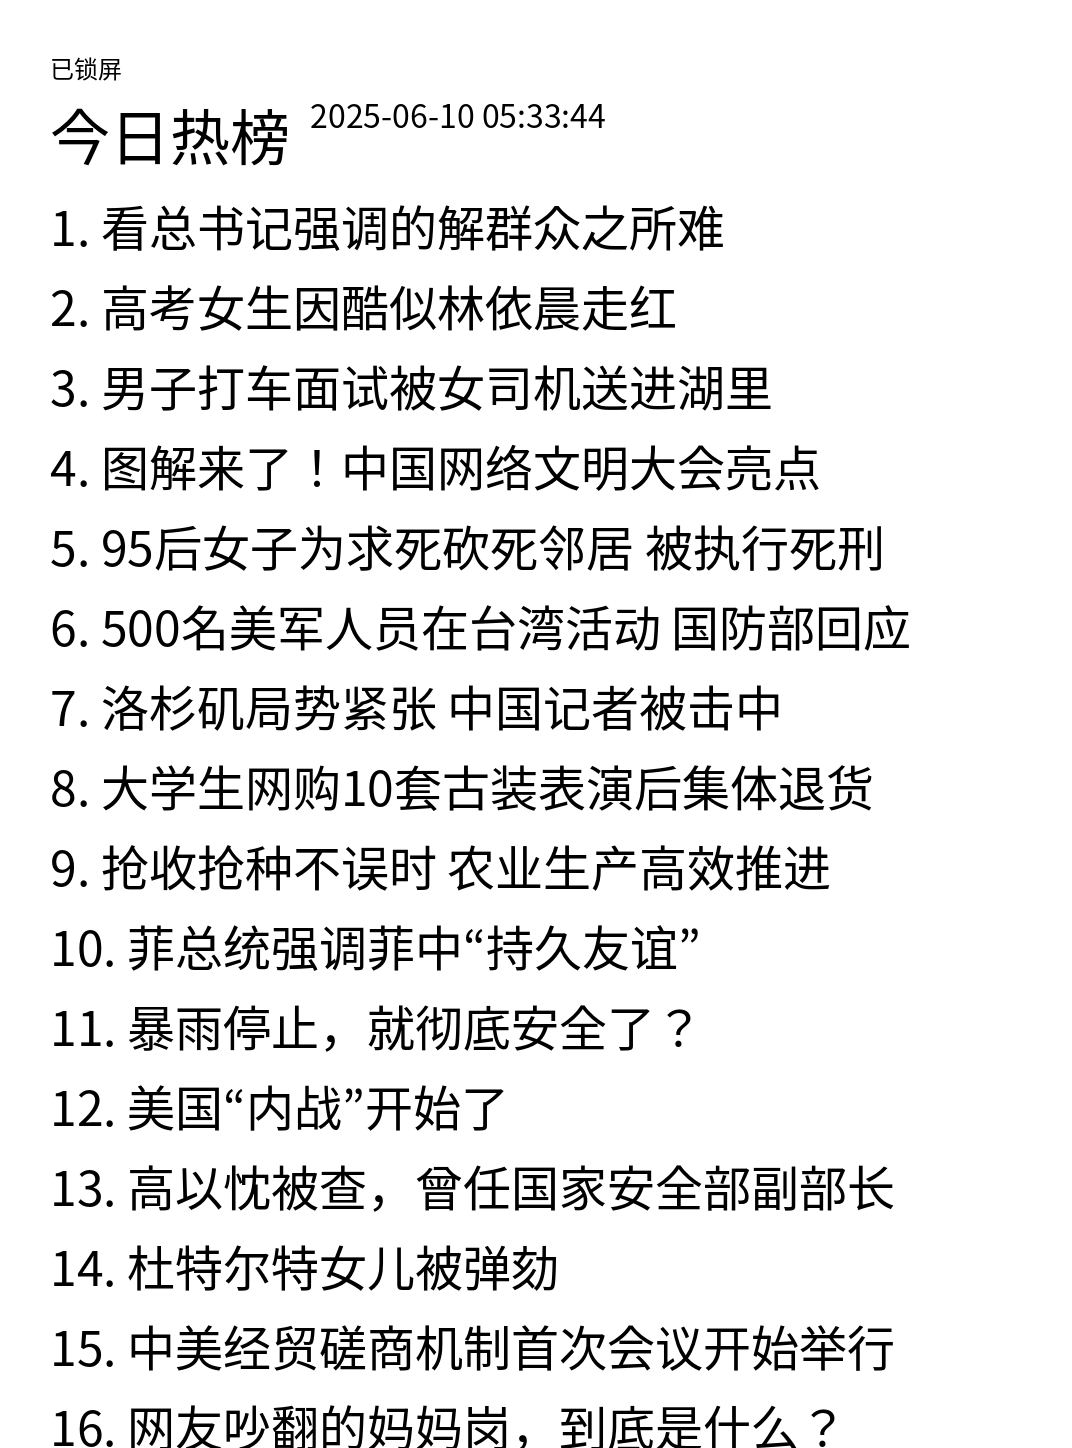 已锁屏
今日热榜 2025-06-10 05:33:44
1. 看总书记强调的解群众之所难
2. 高考女生因酷似林依晨走红
3. 男子打车面试被女司机送进湖里
4. 图解来了！中国网络文明大会亮点
5. 95后女子为求死砍死邻居 被执行死刑
6. 500名美军人员在台湾活动 国防部回应
7. 洛杉矶局势紧张 中国记者被击中
8. 大学生网购10套古装表演后集体退货
9. 抢收抢种不误时 农业生产高效推进
10. 菲总统强调菲中“持久友谊”
11. 暴雨停止，就彻底安全了？
12. 美国“内战”开始了
13. 高以忱被查，曾任国家安全部副部长
14. 杜特尔特女儿被弹劾
15. 中美经贸磋商机制首次会议开始举行
16. 网友吵翻的妈妈岗，到底是什么？